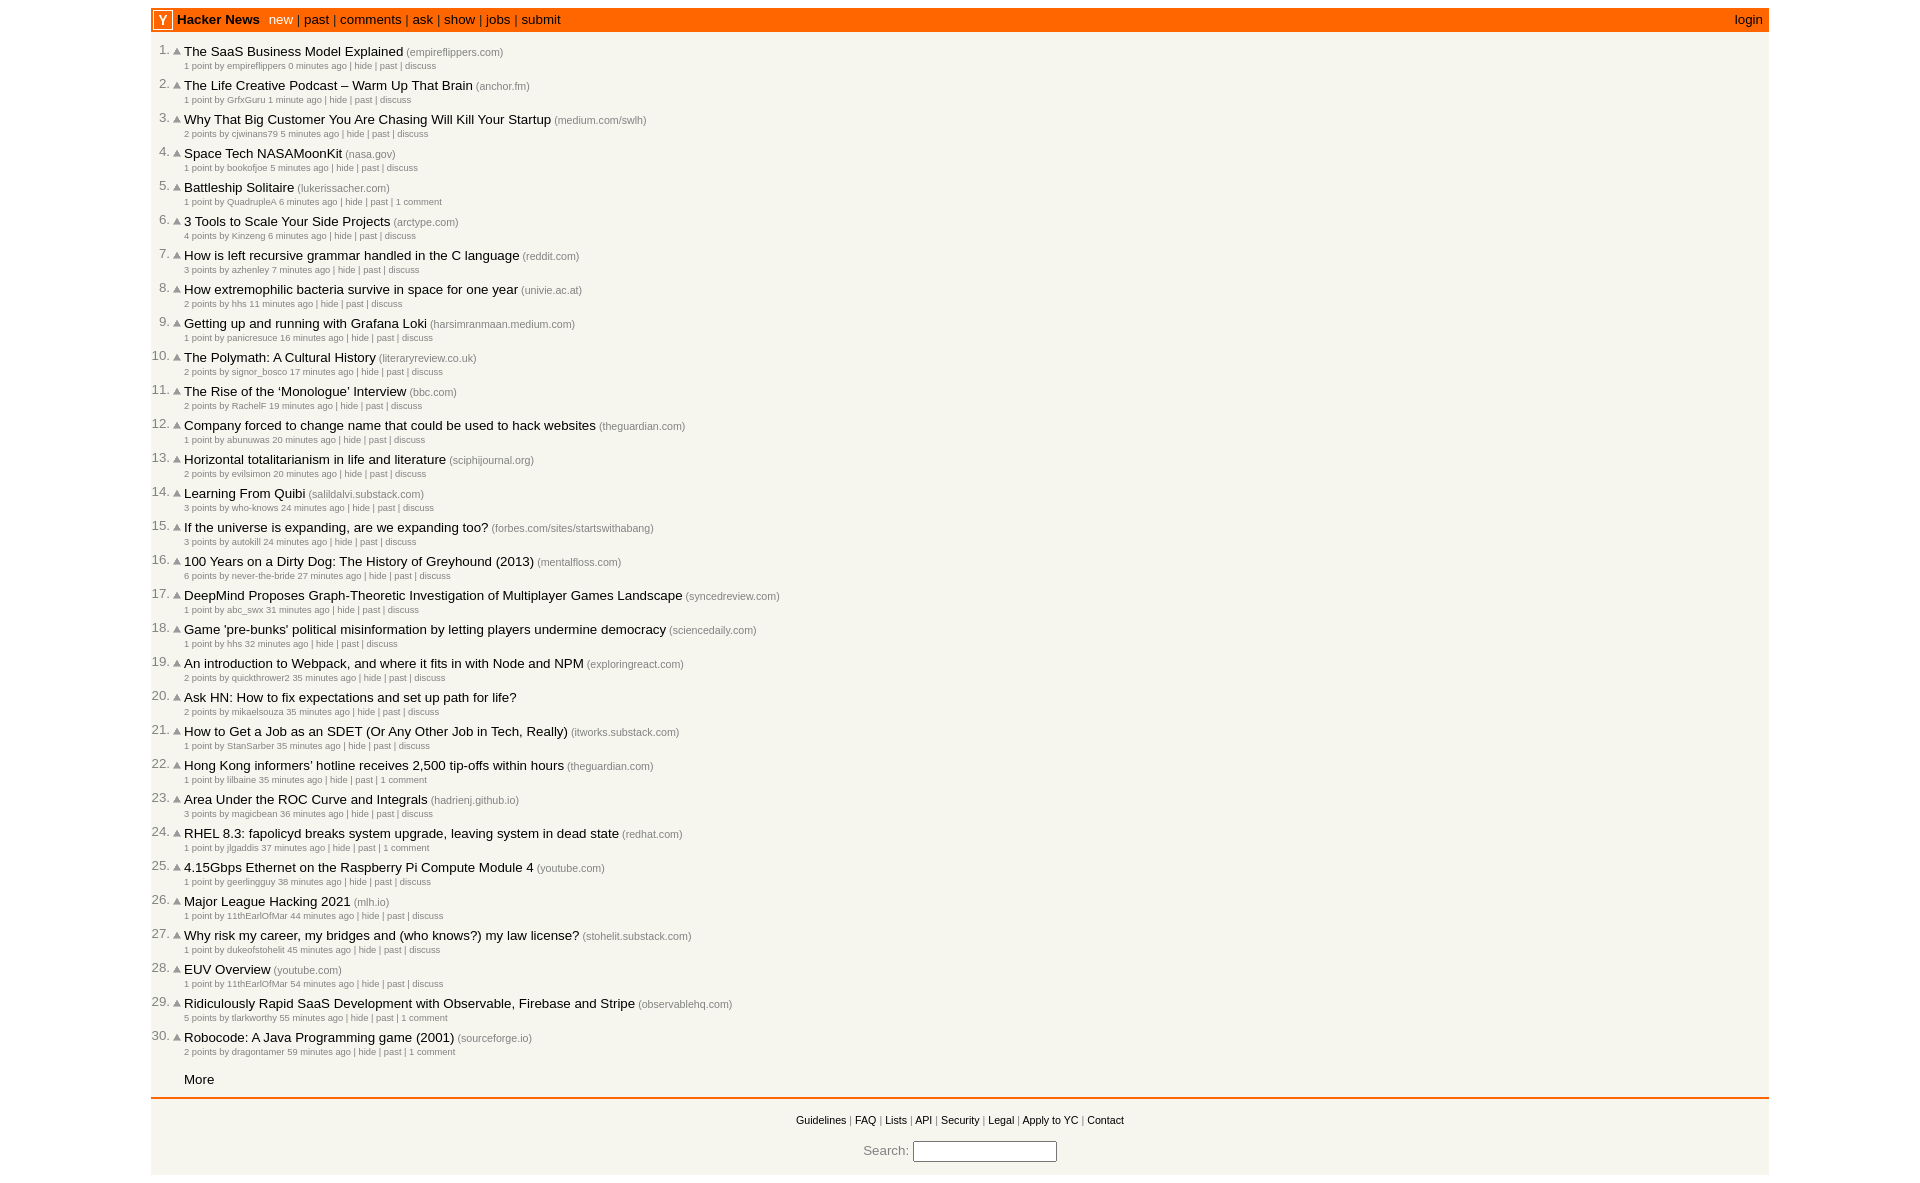 Y Hacker News new | past | comments | ask | show | jobs | submit login
1. The SaaS Business Model Explained (empireflippers.com)
1 point by empireflippers 0 minutes ago | hide | past | discuss
2. The Life Creative Podcast – Warm Up That Brain (anchor.fm)
1 point by GrfxGuru 1 minute ago | hide | past | discuss
3. Why That Big Customer You Are Chasing Will Kill Your Startup (medium.com/swlh)
2 points by cjwinans79 5 minutes ago | hide | past | discuss
4. Space Tech NASAMoonKit (nasa.gov)
1 point by bookofjoe 5 minutes ago | hide | past | discuss
5. Battleship Solitaire (lukerissacher.com)
1 point by QuadrupleA 6 minutes ago | hide | past | 1 comment
6. 3 Tools to Scale Your Side Projects (arctype.com)
4 points by Kinzeng 6 minutes ago | hide | past | discuss
7. How is left recursive grammar handled in the C language (reddit.com)
3 points by azhenley 7 minutes ago | hide | past | discuss
8. How extremophilic bacteria survive in space for one year (univie.ac.at)
2 points by hhs 11 minutes ago | hide | past | discuss
9. Getting up and running with Grafana Loki (harsimranmaan.medium.com)
1 point by panicresuce 16 minutes ago | hide | past | discuss
10. The Polymath: A Cultural History (literaryreview.co.uk)
2 points by signor_bosco 17 minutes ago | hide | past | discuss
11. The Rise of the ‘Monologue’ Interview (bbc.com)
2 points by RachelF 19 minutes ago | hide | past | discuss
12. Company forced to change name that could be used to hack websites (theguardian.com)
1 point by abunuwas 20 minutes ago | hide | past | discuss
13. Horizontal totalitarianism in life and literature (sciphijournal.org)
2 points by evilsimon 20 minutes ago | hide | past | discuss
14. Learning From Quibi (salildalvi.substack.com)
3 points by who-knows 24 minutes ago | hide | past | discuss
15. If the universe is expanding, are we expanding too? (forbes.com/sites/startswithabang)
3 points by autokill 24 minutes ago | hide | past | discuss
16. 100 Years on a Dirty Dog: The History of Greyhound (2013) (mentalfloss.com)
6 points by never-the-bride 27 minutes ago | hide | past | discuss
17. DeepMind Proposes Graph-Theoretic Investigation of Multiplayer Games Landscape (syncedreview.com)
1 point by abc_swx 31 minutes ago | hide | past | discuss
18. Game 'pre-bunks' political misinformation by letting players undermine democracy (sciencedaily.com)
1 point by hhs 32 minutes ago | hide | past | discuss
19. An introduction to Webpack, and where it fits in with Node and NPM (exploringreact.com)
2 points by quickthrower2 35 minutes ago | hide | past | discuss
20. Ask HN: How to fix expectations and set up path for life?
2 points by mikaelsouza 35 minutes ago | hide | past | discuss
21. How to Get a Job as an SDET (Or Any Other Job in Tech, Really) (itworks.substack.com)
1 point by StanSarber 35 minutes ago | hide | past | discuss
22. Hong Kong informers’ hotline receives 2,500 tip-offs within hours (theguardian.com)
1 point by lilbaine 35 minutes ago | hide | past | 1 comment
23. Area Under the ROC Curve and Integrals (hadrienj.github.io)
3 points by magicbean 36 minutes ago | hide | past | discuss
24. RHEL 8.3: fapolicyd breaks system upgrade, leaving system in dead state (redhat.com)
1 point by jlgaddis 37 minutes ago | hide | past | 1 comment
25. 4.15Gbps Ethernet on the Raspberry Pi Compute Module 4 (youtube.com)
1 point by geerlingguy 38 minutes ago | hide | past | discuss
26. Major League Hacking 2021 (mlh.io)
1 point by 11thEarlOfMar 44 minutes ago | hide | past | discuss
27. Why risk my career, my bridges and (who knows?) my law license? (stohelit.substack.com)
1 point by dukeofstohelit 45 minutes ago | hide | past | discuss
28. EUV Overview (youtube.com)
1 point by 11thEarlOfMar 54 minutes ago | hide | past | discuss
29. Ridiculously Rapid SaaS Development with Observable, Firebase and Stripe (observablehq.com)
5 points by tlarkworthy 55 minutes ago | hide | past | 1 comment
30. Robocode: A Java Programming game (2001) (sourceforge.io)
2 points by dragontamer 59 minutes ago | hide | past | 1 comment
More
Guidelines | FAQ | Lists | API | Security | Legal | Apply to YC | Contact
Search: